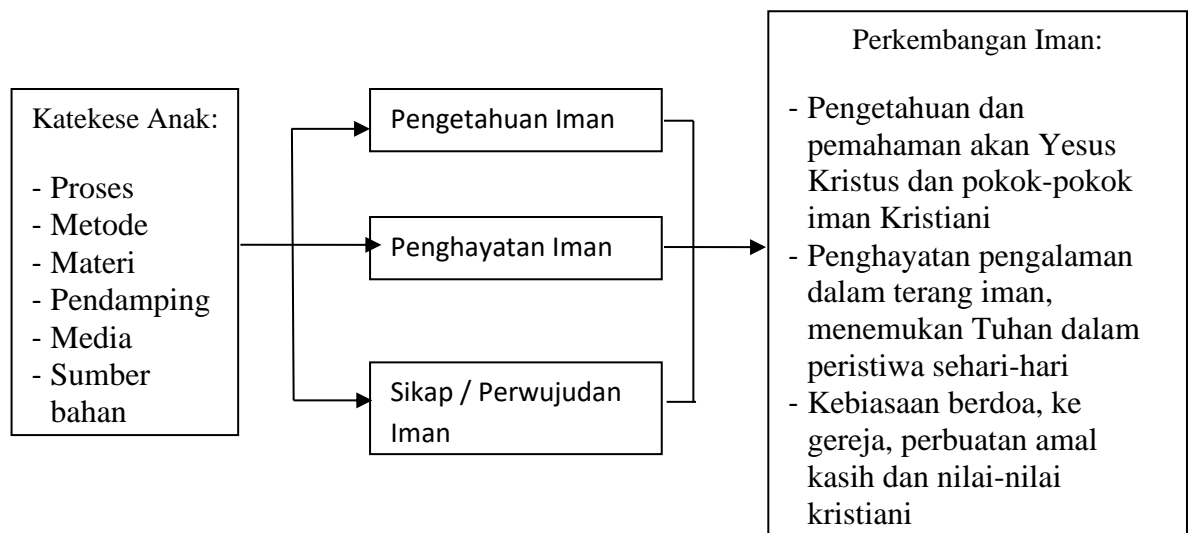 Katekese Anak:
- Proses
- Metode
- Materi
- Pendamping
- Media
- Sumber
bahan
Pengetahuan Iman
Penghayatan Iman
Sikap / Perwujudan
Iman
Perkembangan Iman:
- Pengetahuan dan
pemahaman akan Yesus
Kristus dan pokok-pokok
iman Kristiani
- Penghayatan pengalaman
dalam terang iman,
menemukan Tuhan dalam
peristiwa sehari-hari
- Kebiasaan berdoa, ke
gereja, perbuatan amal
kasih dan nilai-nilai
kristiani